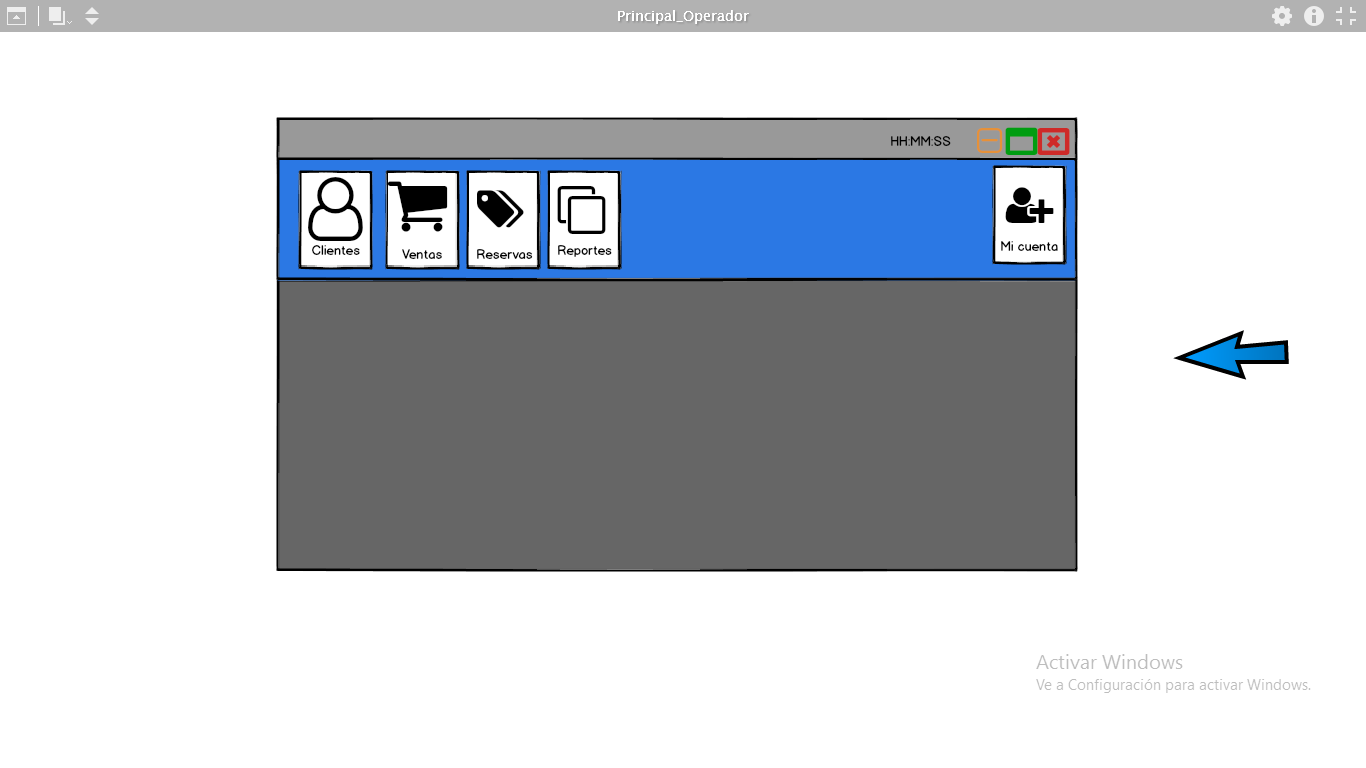 Principal_Operador
HH:MM:SS
Clientes
Ventas
Reservas
Reportes
Mi cuenta
Activar Windows
Ve a Configuración para activar Windows.